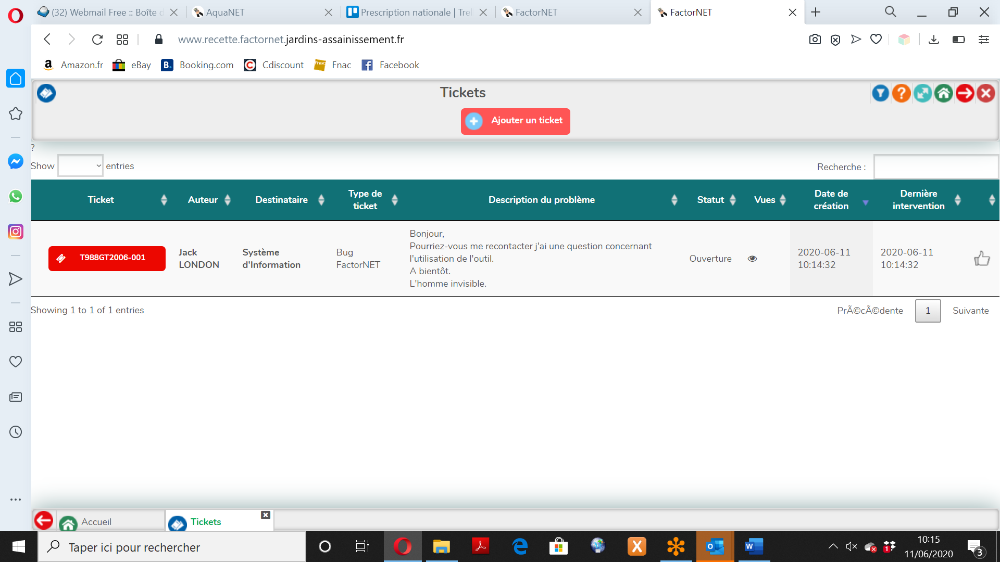 (32) Webmail Free :: Boîte d
AquaNET
Prescription nationale | Trel
FactorNET
FactorNET
www.recette.factornet.jardins-assainissement.fr
Amazon.fr
eBay
Booking.com
Cdiscount
Fnac
Facebook
Tickets
Ajouter un ticket
?
Show
entries
Recherche :
Ticket
Auteur
Destinataire
Type de
ticket
Description du problème
Statut
Vues
Date de
création
Dernière
intervention
T988GT2006-001
Jack
LONDON
Système
d'Information
Bug
FactorNET
Bonjour,
Pourriez-vous me recontacter j'ai une question concernant
l'utilisation de l'outil.
A bientôt.
L'homme invisible.
Ouverture
2020-06-11
10:14:32
2020-06-11
10:14:32
Showing 1 to 1 of 1 entries
PrÃ©cÃ©dente
1
Suivante
Accueil
Tickets
Taper ici pour rechercher
10:15
11/06/2020
3